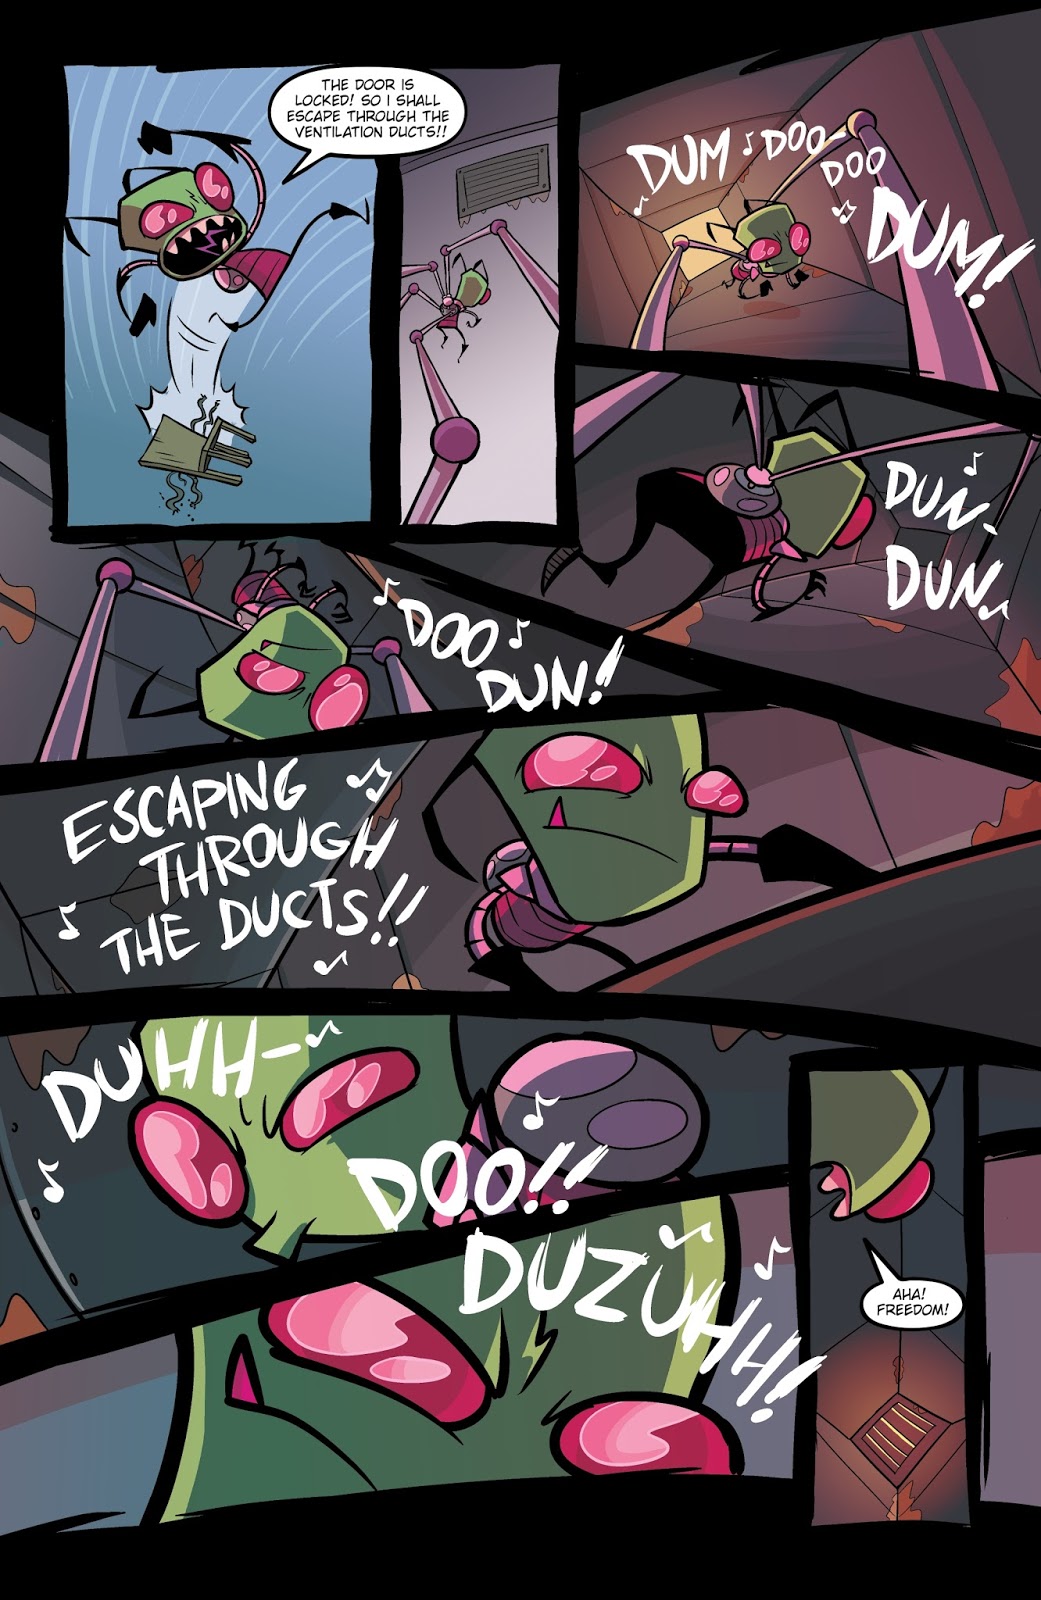 THE DOOR IS
LOCKED! SO I SHALL
ESCAPE THROUGH THE
VENTILATION DUCTS!!
DUM DOO-
DOO
DUM!
DUN-
DUN
DOO
DUN!
ESCAPING
THROUGH
THE DUCTS!!
DUHH-
DOO!!
DUZUHH!
AHA!
FREEDOM!